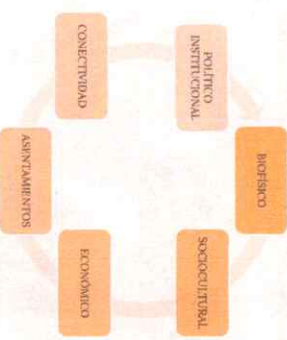 BIOFÍSICO
SOCIOCULTURAL
ECONÓMICO
ASENTAMIENTOS
CONECTIVIDAD
POLÍTICO
INSTITUCIONAL